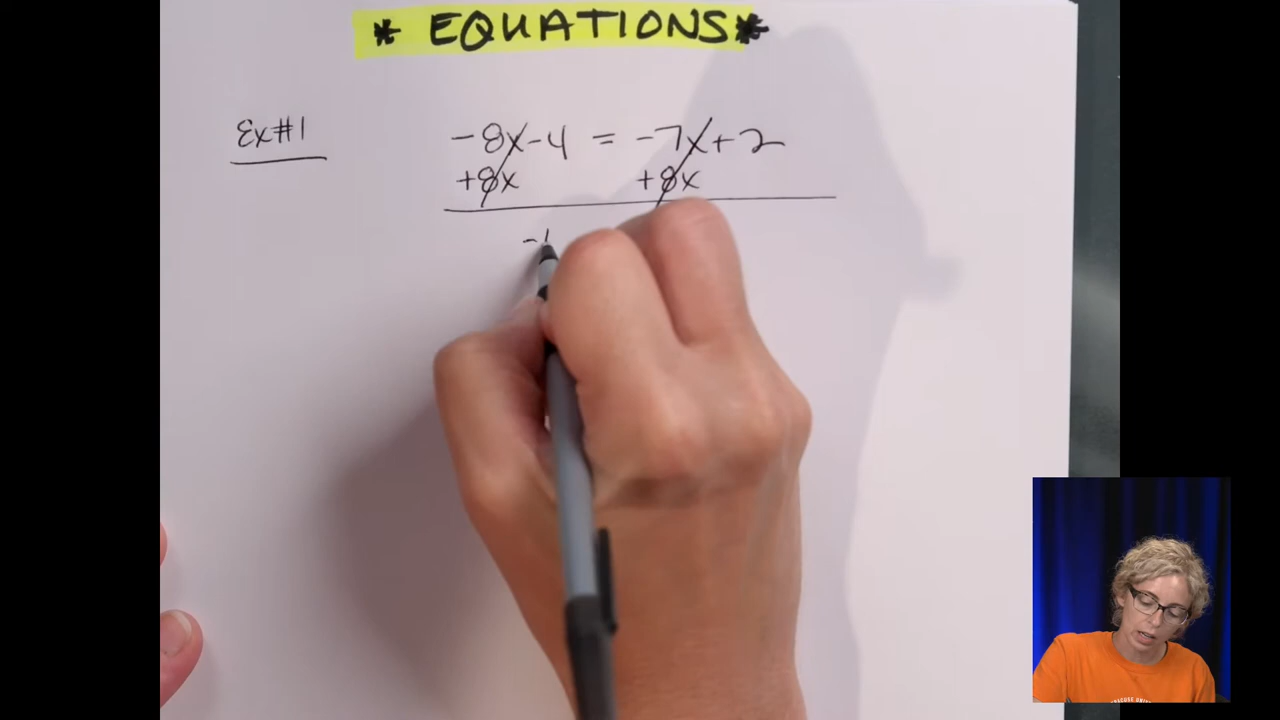 * EQUATIONS *
Ex#1
-8x-4 = -7x+2
+8x +8x